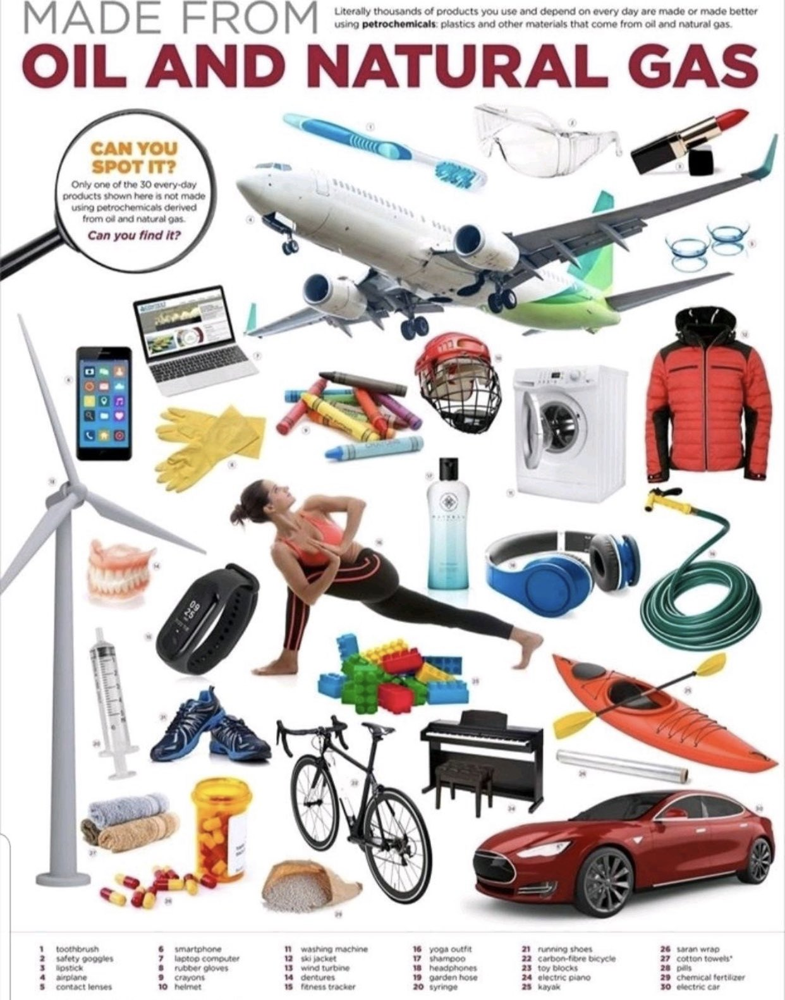 MADE FROM
Literally thousands of products you use and depend on every day are made or made better
using petrochemicals: plastics and other materials that come from oil and natural gas.
OIL AND NATURAL GAS
CAN YOU
SPOT IT?
Only one of the 30 every-day
products shown here is not made
using petrochemicals derived
from oil and natural gas.
Can you find it?
1 toothbrush
2 safety goggles
3 lipstick
4 airplane
5 contact lenses
6 smartphone
7 laptop computer
8 rubber gloves
9 crayons
10 helmet
11 washing machine
12 ski jacket
13 wind turbine
14 dentures
15 fitness tracker
16 yoga outfit
17 shampoo
18 headphones
19 garden hose
20 syringe
21 running shoes
22 carbon-fibre bicycle
23 toy blocks
24 electric piano
25 kayak
26 saran wrap
27 cotton towels*
28 pills
29 chemical fertilizer
30 electric car